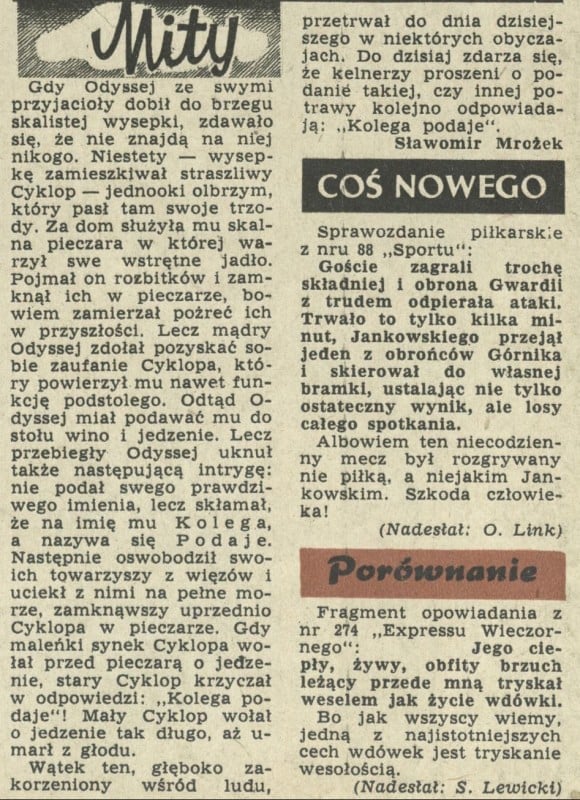 Mity
Gdy Odyssej ze swymi
przyjacioły dobił do brzegu
skalistej wysepki, zdawało
się, że nie znajdą na niej
nikogo. Niestety — wysep-
kę zamieszkiwał straszliwy
Cyklop — jednooki olbrzym,
który pasł tam swoje trzo-
dy. Za dom służyła mu skal-
na pieczara w której wa-
rzył swe wstrętne jadło.
Pojmał on rozbitków i zam-
knął ich w pieczarze, bo-
wiem zamierzał pożreć ich
w przyszłości. Lecz mądry
Odyssej zdołał pozyskać so-
bie zaufanie Cyklopa, któ-
ry powierzył mu nawet fun-
kcję podstolego. Odtąd O-
dyssej miał podawać mu do
stołu wino i jedzenie. Lecz
przebiegły Odyssej uknuł
także następującą intrygę:
nie podał swego prawdzi-
wego imienia, lecz skłamał,
że na imię mu Kolega,
a nazywa się Podaje.
Następnie oswobodził swo-
ich towarzyszy z więzów i
uciekł z nimi na pełne mo-
rze, zamknąwszy uprzednio
Cyklopa w pieczarze. Gdy
maleńki synek Cyklopa wo-
łał przed pieczarą o jedze-
nie, stary Cyklop krzyczał
w odpowiedzi: „Kolega po-
daje"! Mały Cyklop wołał
o jedzenie tak długo, aż u-
marł z głodu.
Wątek ten, głęboko za-
korzeniony wśród ludu,
przetrwał do dnia dzisiej-
szego w niektórych obycza-
jach. Do dzisiaj zdarza się,
że kelnerzy proszeni o po-
danie takiej, czy innej po-
trawy kolejno odpowiada-
ją: „Kolega podaje".
Sławomir Mrożek
COŚ NOWEGO
Sprawozdanie piłkarskie
z nru 88 „Sportu":
Goście zagrali trochę
składniej i obrona Gwardii
z trudem odpierała ataki.
Trwało to tylko kilka mi-
nut, Jankowskiego przejął
jeden z obrońców Górnika
i skierował do własnej
bramki, ustalając nie tylko
ostateczny wynik, ale losy
całego spotkania.
Albowiem ten niecodzien-
ny mecz był rozgrywany
nie piłką, a niejakim Jan-
kowskim. Szkoda człowie-
ka!
(Nadesłał: O. Link)
Porównanie
Fragment opowiadania z
nr 274 „Expressu Wieczor-
nego": Jego cie-
pły, żywy, obfity brzuch
leżący przede mną tryskał
weselem jak życie wdówki.
Bo jak wszyscy wiemy,
jedną z najistotniejszych
cech wdówek jest tryskanie
wesołością.
(Nadesłał: S. Lewicki)